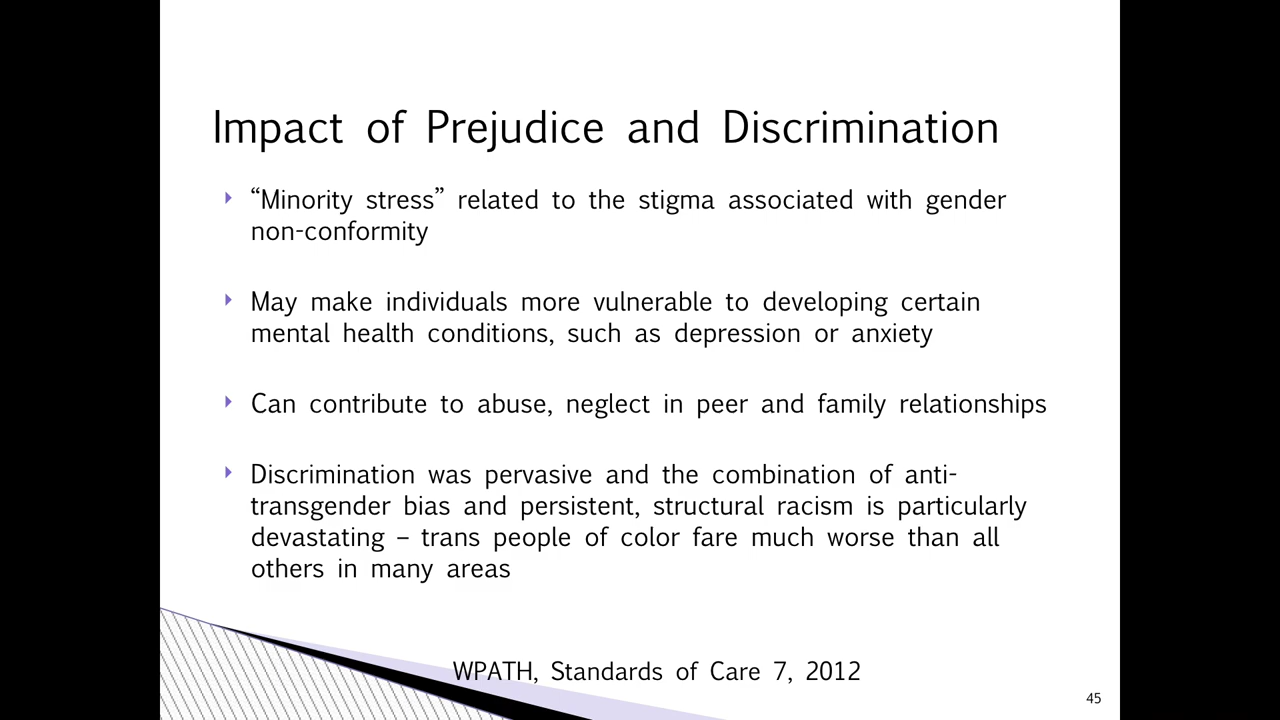 Impact of Prejudice and Discrimination
“Minority stress” related to the stigma associated with gender
non-conformity
May make individuals more vulnerable to developing certain
mental health conditions, such as depression or anxiety
Can contribute to abuse, neglect in peer and family relationships
Discrimination was pervasive and the combination of anti-
transgender bias and persistent, structural racism is particularly
devastating – trans people of color fare much worse than all
others in many areas
WPATH, Standards of Care 7, 2012
45